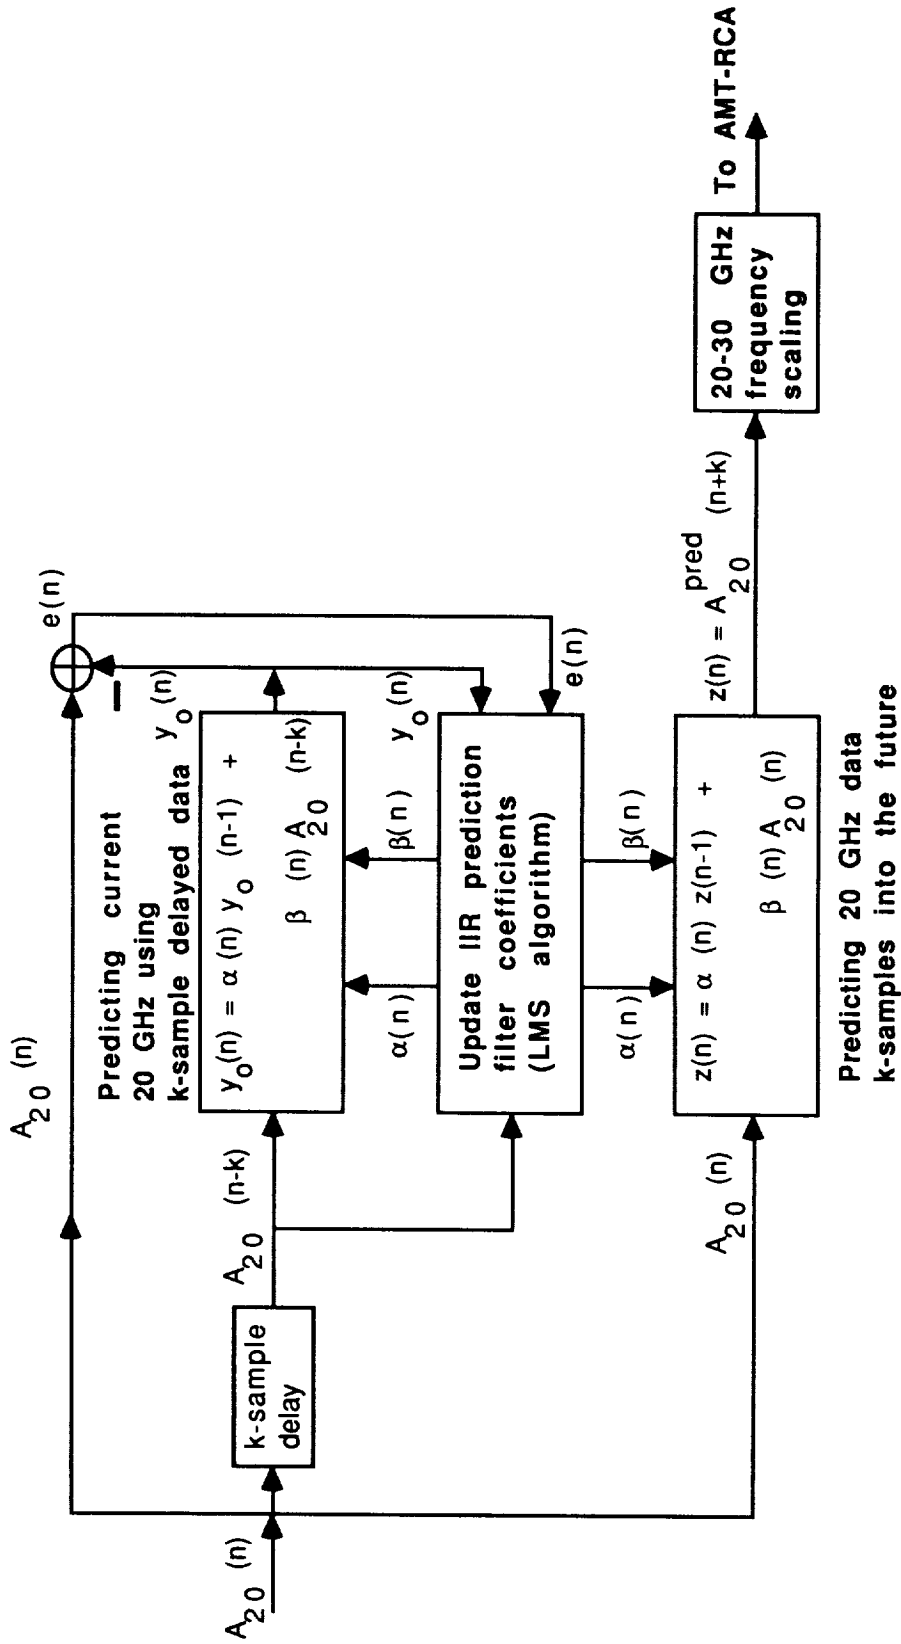 A20 (n)
A20 (n)
k-sample
delay
A20 (n-k)
A20 (n)
Predicting current
20 GHz using
k-sample delayed data
yo(n) = α (n) yo (n-1) +
β (n) A20 (n-k)
yo (n)
e(n)
α(n)
β(n)
yo (n)
Update IIR prediction
filter coefficients
(LMS algorithm)
e(n)
α(n)
β(n)
z(n) = α (n) z(n-1) +
β (n) A20 (n)
Predicting 20 GHz data
k-samples into the future
z(n) = A20pred (n+k)
20-30 GHz
frequency
scaling
To AMT-RCA